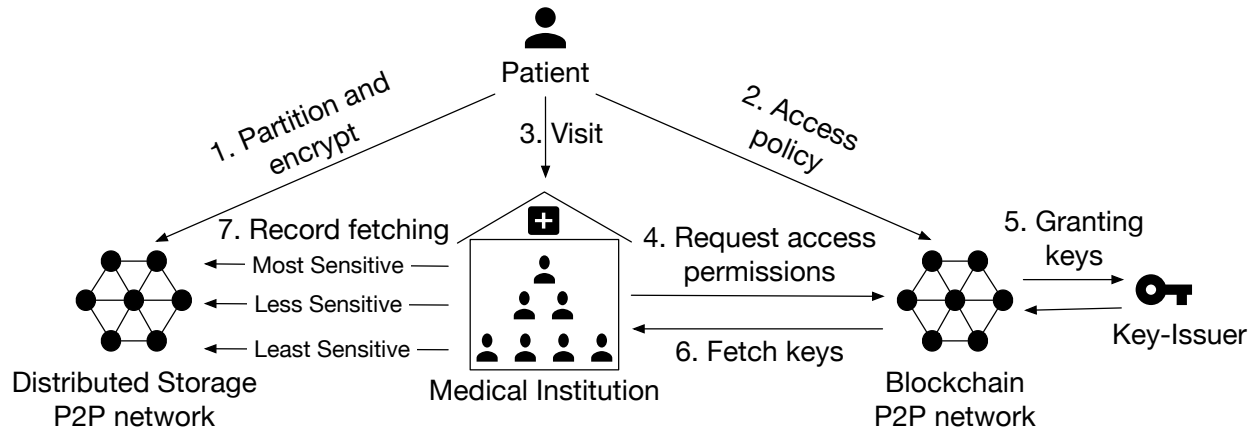 Patient
1. Partition and
encrypt
2. Access
policy
3. Visit
7. Record fetching
Most Sensitive
Less Sensitive
Least Sensitive
4. Request access
permissions
5. Granting
keys
6. Fetch keys
Key-Issuer
Distributed Storage
P2P network
Medical Institution
Blockchain
P2P network